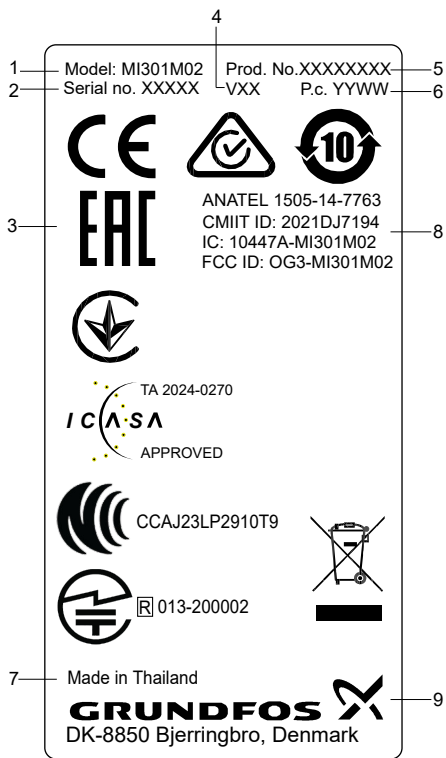 4
1 Model: MI301M02 Prod. No.XXXXXXXX 5
2 Serial no. XXXXX VXX P.c. YYWW 6
CE 10
3 EAC
ANATEL 1505-14-7763
CMIIT ID: 2021DJ7194 8
IC: 10447A-MI301M02
FCC ID: OG3-MI301M02
TA 2024-0270
ICASA
APPROVED
CCAJ23LP2910T9
R 013-200002
7 Made in Thailand
GRUNDFOS 9
DK-8850 Bjerringbro, Denmark